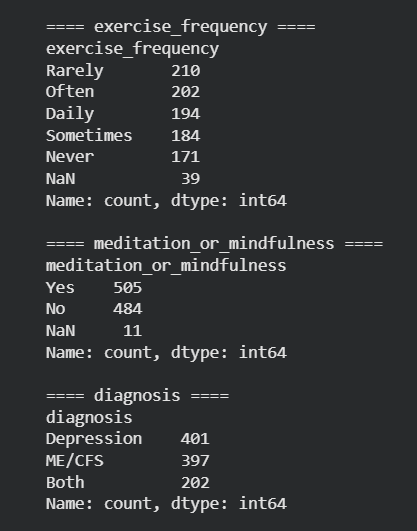 ==== exercise_frequency ====
exercise_frequency
Rarely       210
Often        202
Daily        194
Sometimes    184
Never        171
NaN           39
Name: count, dtype: int64

==== meditation_or_mindfulness ====
meditation_or_mindfulness
Yes    505
No     484
NaN     11
Name: count, dtype: int64

==== diagnosis ====
diagnosis
Depression    401
ME/CFS        397
Both          202
Name: count, dtype: int64